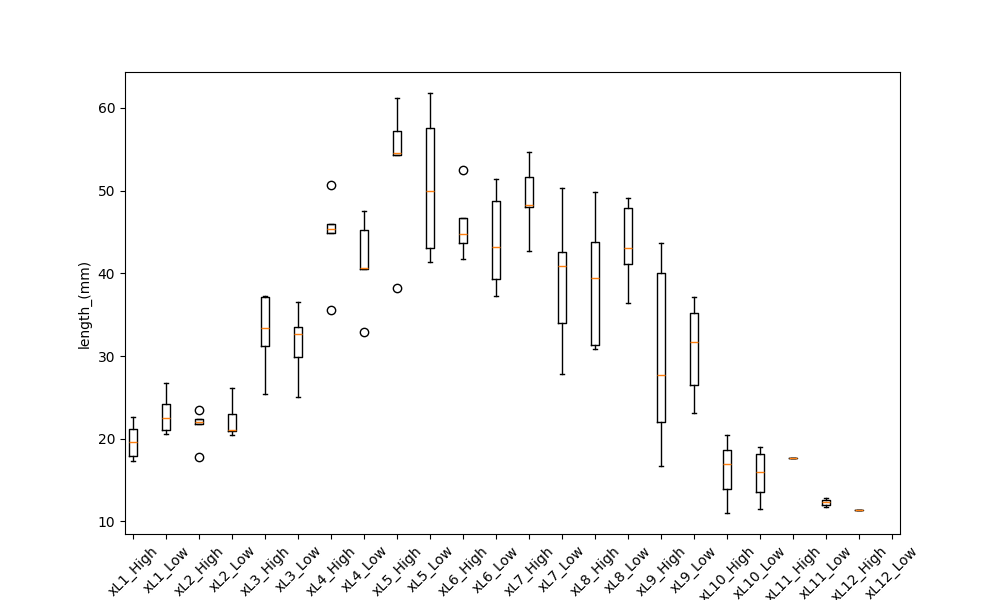 60
50
40
30
20
10
length_(mm)
xL1_High
xL1_Low
xL2_High
xL2_Low
xL3_High
xL3_Low
xL4_High
xL4_Low
xL5_High
xL5_Low
xL6_High
xL6_Low
xL7_High
xL7_Low
xL8_High
xL8_Low
xL9_High
xL9_Low
xL10_High
xL10_Low
xL11_High
xL11_Low
xL12_High
xL12_Low